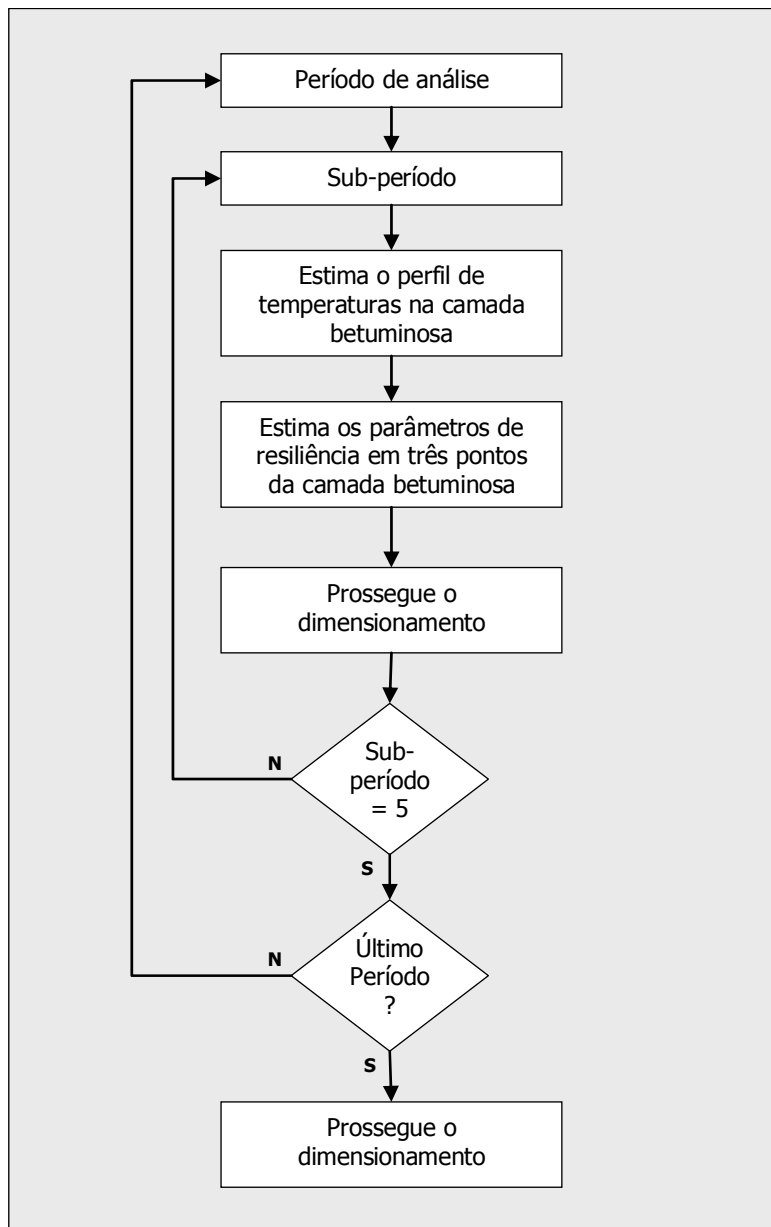 Período de análise
Sub-período
Estima o perfil de
temperaturas na camada
betuminosa
Estima os parâmetros de
resiliência em três pontos
da camada betuminosa
Prossegue o
dimensionamento
Sub-
período
= 5
N
S
Último
Período
?
N
S
Prossegue o
dimensionamento